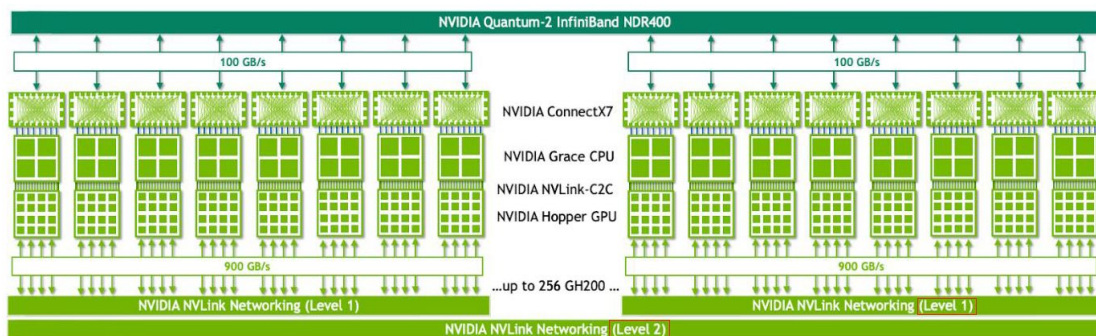 NVIDIA Quantum-2 InfiniBand NDR400
100 GB/s
100 GB/s
NVIDIA ConnectX7
NVIDIA Grace CPU
NVIDIA NVLink-C2C
NVIDIA Hopper GPU
900 GB/s
900 GB/s
...up to 256 GH200 ...
NVIDIA NVLink Networking (Level 1)
NVIDIA NVLink Networking (Level 1)
NVIDIA NVLink Networking (Level 2)